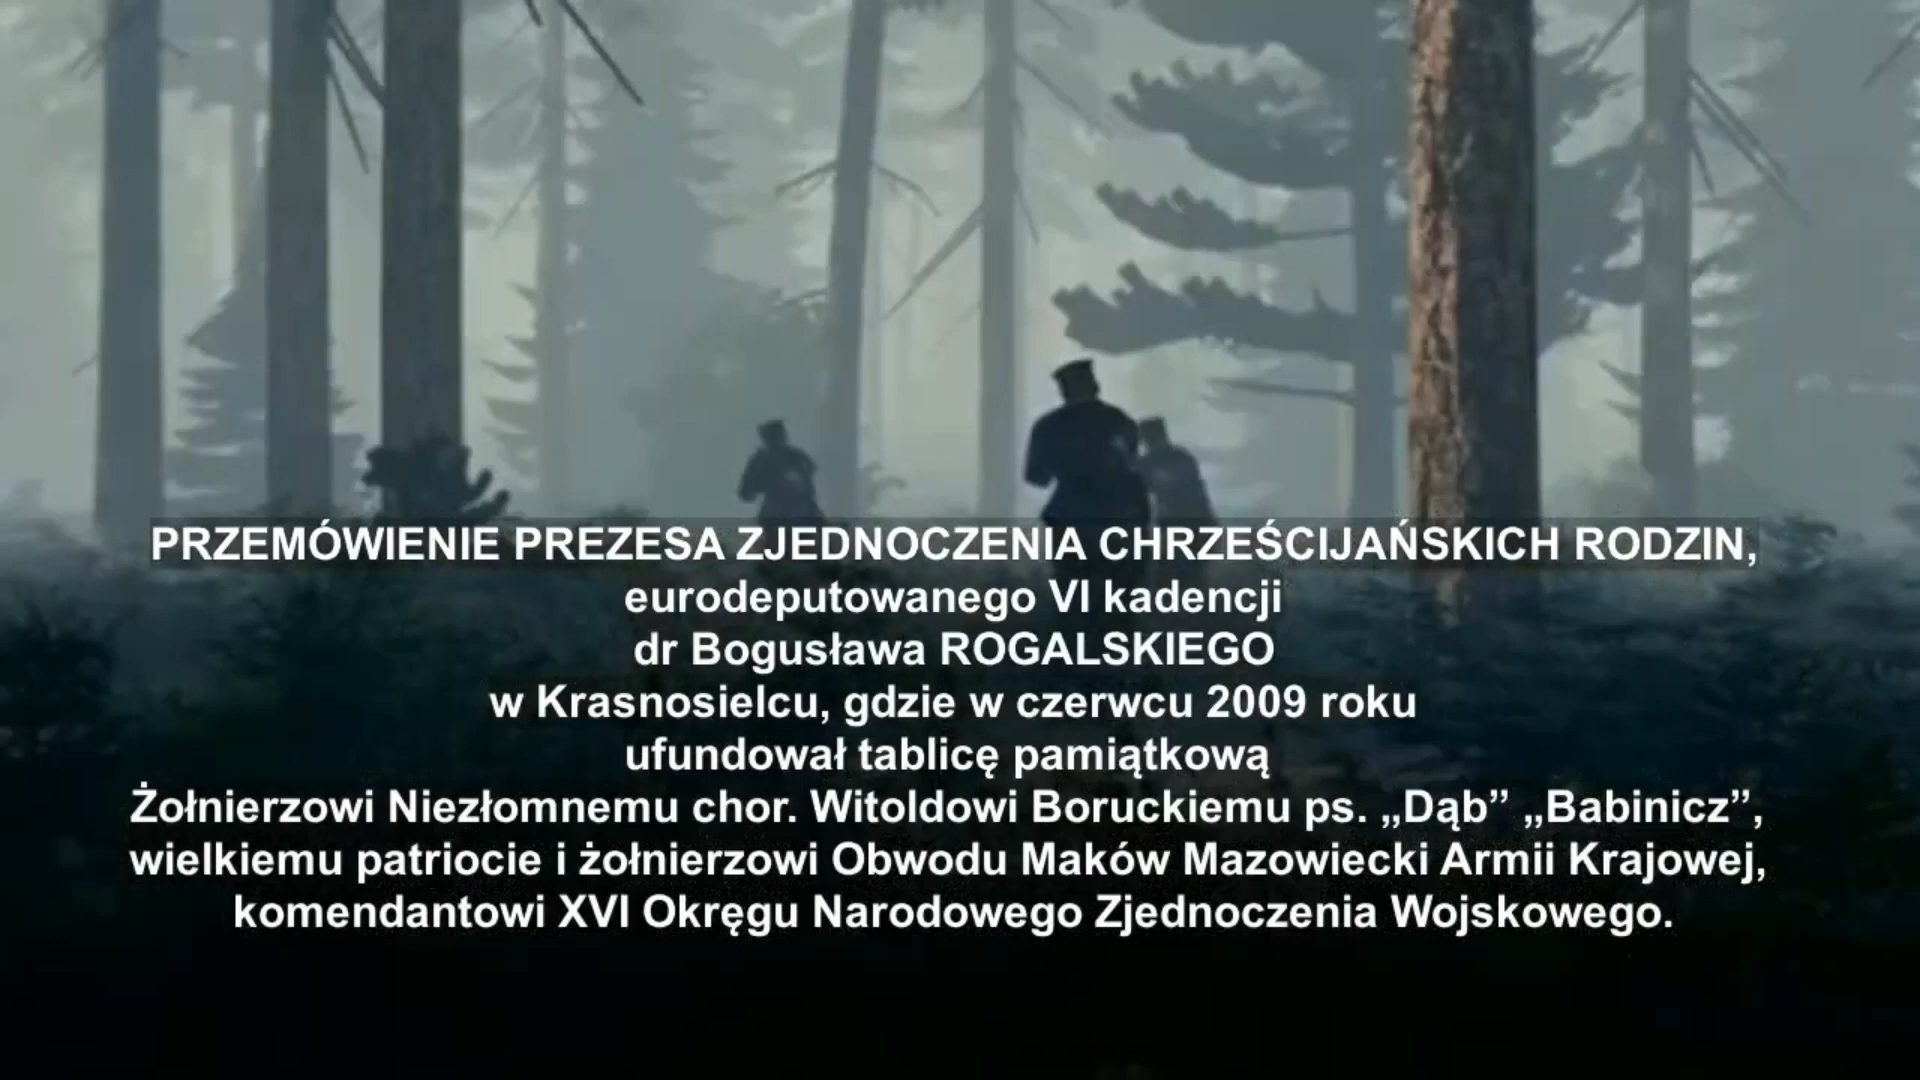 PRZEMÓWIENIE PREZESA ZJEDNOCZENIA CHRZEŚCIJAŃSKICH RODZIN,
eurodeputowanego VI kadencji
dr Bogusława ROGALSKIEGO
w Krasnosielcu, gdzie w czerwcu 2009 roku
ufundował tablicę pamiątkową
Żołnierzowi Niezłomnemu chor. Witoldowi Boruckiemu ps. „Dąb” „Babinicz”,
wielkiemu patriocie i żołnierzowi Obwodu Maków Mazowiecki Armii Krajowej,
komendantowi XVI Okręgu Narodowego Zjednoczenia Wojskowego.